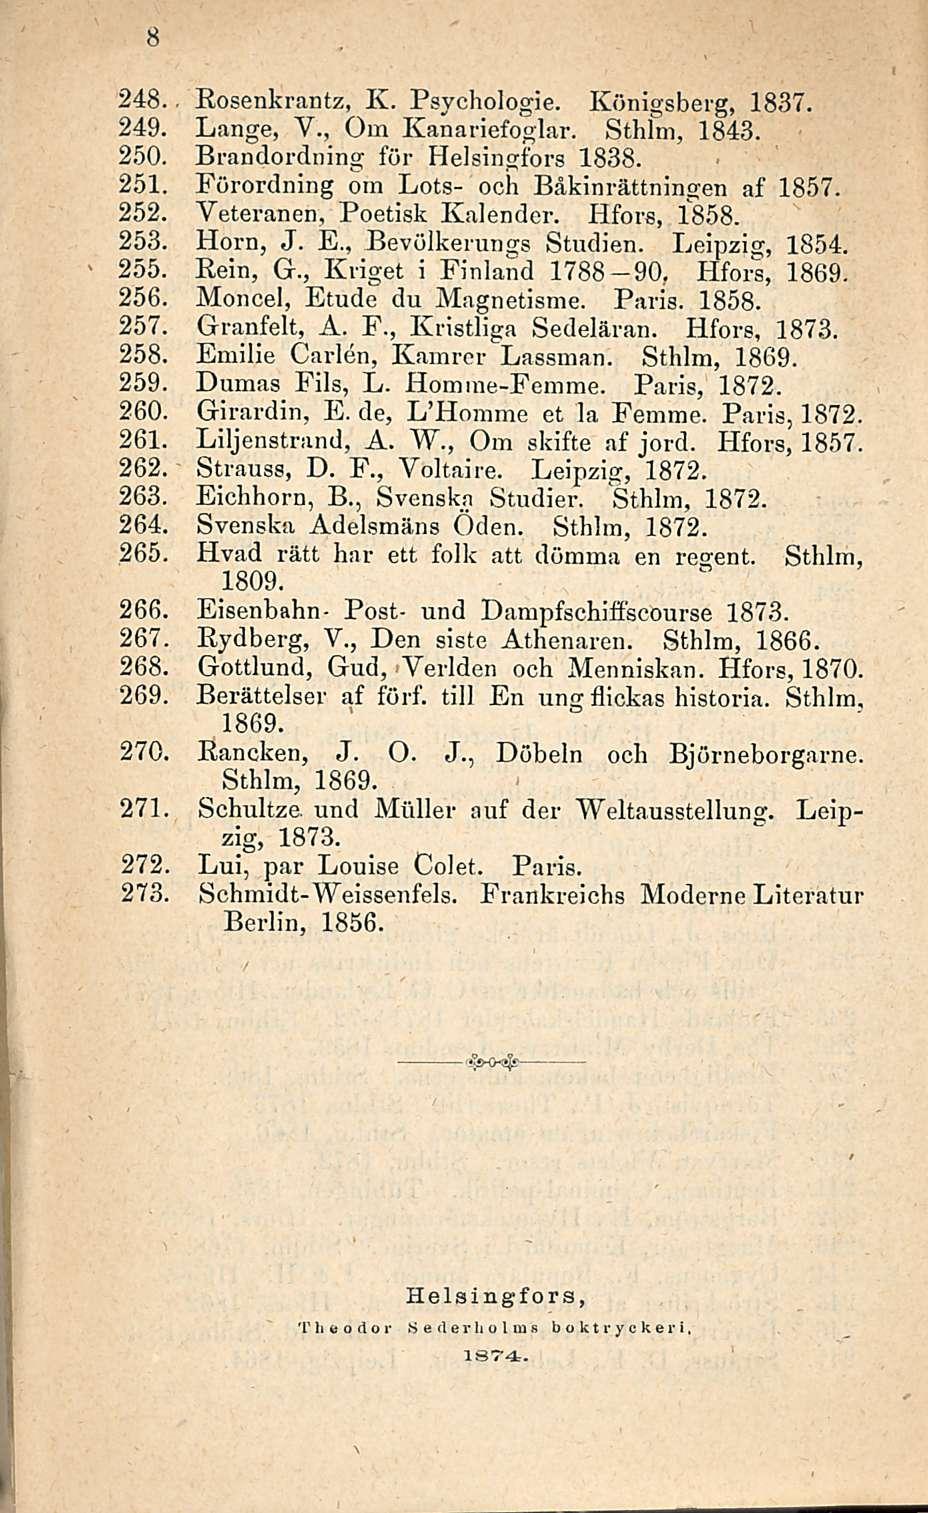 8
248. Rosenkrantz, K. Psychologie. Königsberg, 1837.
249. Lange, V., Om Kanariefoglar. Sthlm, 1843.
250. Brandordning för Helsingfors 1838.
251. Förordning om Lots- och Båkinrättningen af 1857.
252. Veteranen, Poetisk Kalender. Hfors, 1858.
253. Horn, J. E., Bevölkerungs Studien. Leipzig, 1854.
255. Rein, G., Kriget i Finland 1788—90, Hfors, 1869.
256. Moncel, Etude du Magnetisme. Paris. 1858.
257. Granfelt, A. F., Kristliga Sedeläran. Hfors, 1873.
258. Emilie Carlén, Kamrer Lassman. Sthlm, 1869.
259. Dumas Fils, L. Homme-Femme. Paris, 1872.
260. Girardin, E. de, L'Homme et la Femme. Paris, 1872.
261. Liljenstrand, A. W., Om skifte af jord. Hfors, 1857.
262. Strauss, D. F., Voltaire. Leipzig, 1872.
263. Eichhorn, B., Svenska Studier. Sthlm, 1872.
264. Svenska Adelsmäns Öden. Sthlm, 1872.
265. Hvad rätt har ett folk att dömma en regent. Sthlm,
1809.
266. Eisenbahn- Post- und Dampfschiffscourse 1873.
267. Rydberg, V., Den siste Athenaren. Sthlm, 1866.
268. Gottlund, Gud, Verlden och Menniskan. Hfors, 1870.
269. Berättelser af förf. till En ung flickas historia. Sthlm,
1869.
270. Rancken, J. O. J., Döbeln och Björneborgarne.
Sthlm, 1869.
271. Schultze und Müller auf der Weltausstellung. Leip-
zig, 1873.
272. Lui, par Louise Colet. Paris.
273. Schmidt-Weissenfels. Frankreichs Moderne Literatur
Berlin, 1856.
Helsingfors,
Theodor Sederholms boktryckeri,
1874.